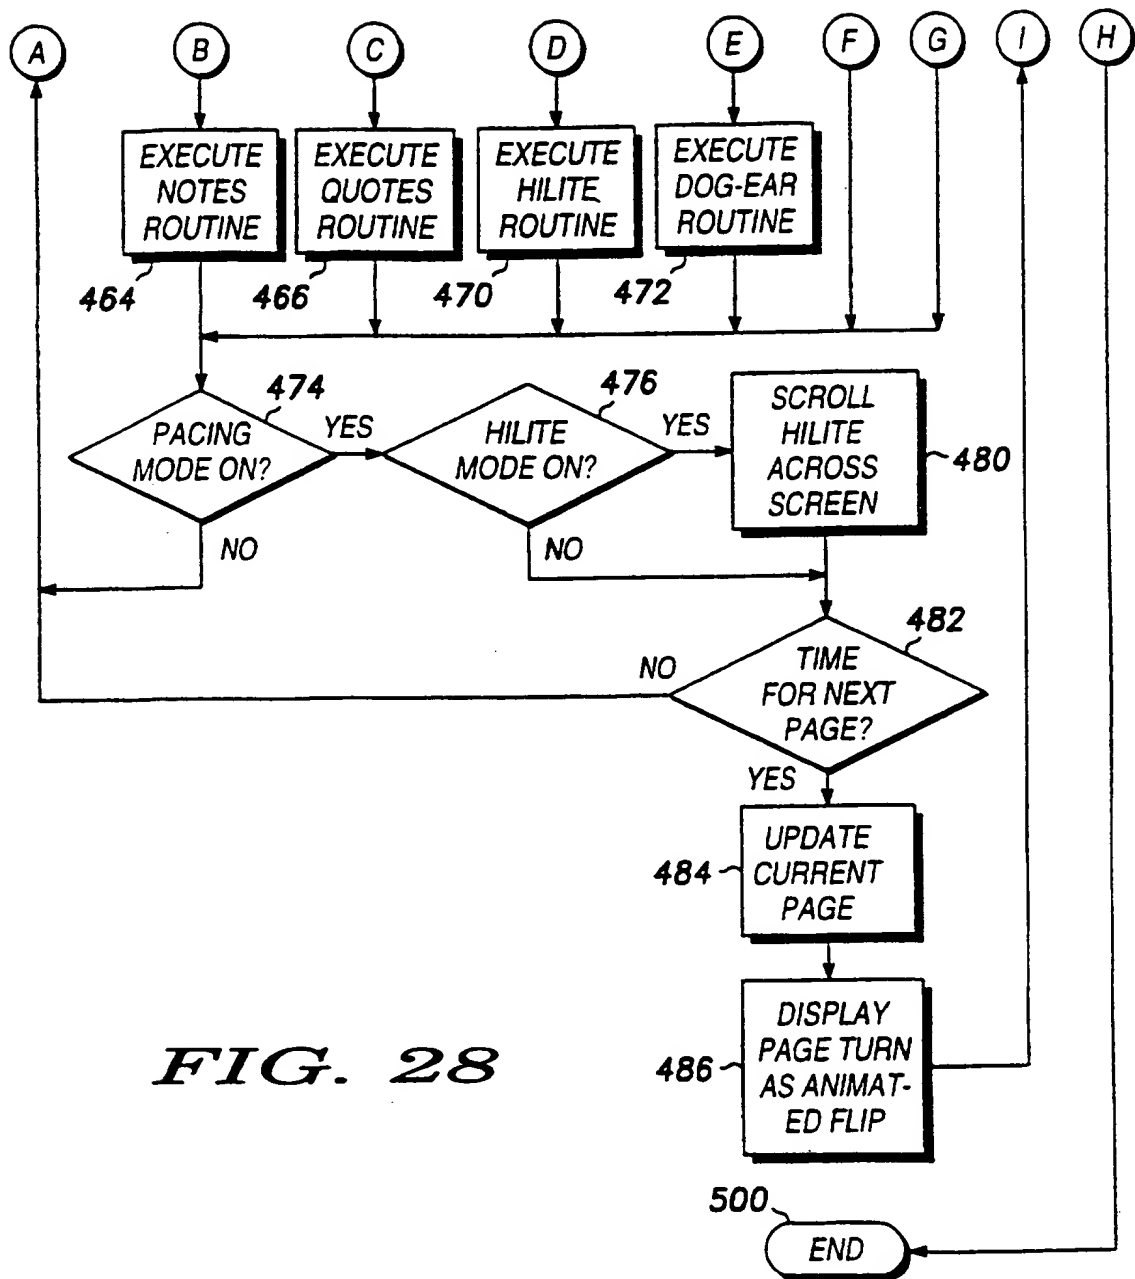 A B C D E F G I H
EXECUTE
NOTES
ROUTINE
464
EXECUTE
QUOTES
ROUTINE
466
EXECUTE
HILITE
ROUTINE
470
EXECUTE
DOG-EAR
ROUTINE
472
474
PACING
MODE ON?
YES
NO
476
HILITE
MODE ON?
YES
NO
SCROLL
HILITE
ACROSS
SCREEN
480
482
TIME
FOR NEXT
PAGE?
NO
YES
UPDATE
CURRENT
PAGE
484
DISPLAY
PAGE TURN
AS ANIMAT-
ED FLIP
486
FIG. 28
500
END